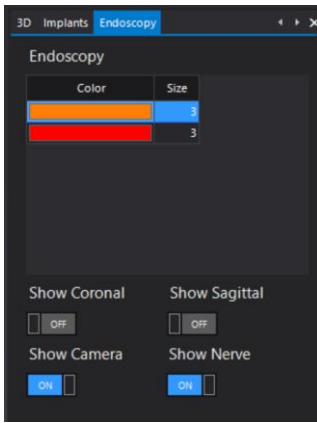 3D Implants Endoscopy
Endoscopy
Color Size
3
3
Show Coronal Show Sagittal
OFF OFF
Show Camera Show Nerve
ON ON